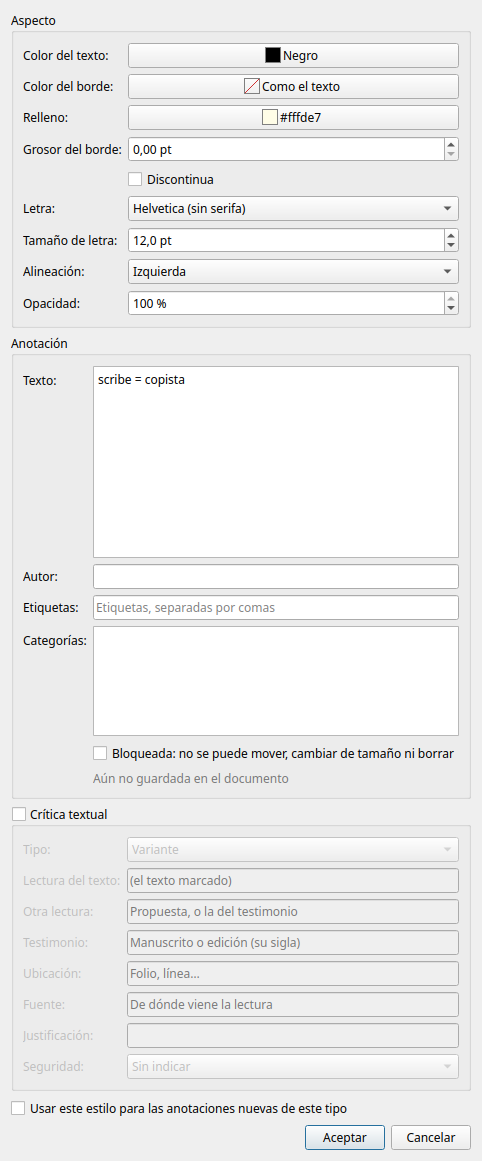 Aspecto
Color del texto: Negro
Color del borde: Como el texto
Relleno: #fffde7
Grosor del borde: 0,00 pt
Discontinua
Letra: Helvetica (sin serifa)
Tamaño de letra: 12,0 pt
Alineación: Izquierda
Opacidad: 100 %
Anotación
Texto: scribe = copista
Autor:
Etiquetas: Etiquetas, separadas por comas
Categorías:
Bloqueada: no se puede mover, cambiar de tamaño ni borrar
Aún no guardada en el documento
Crítica textual
Tipo: Variante
Lectura del texto: (el texto marcado)
Otra lectura: Propuesta, o la del testimonio
Testimonio: Manuscrito o edición (su sigla)
Ubicación: Folio, línea...
Fuente: De dónde viene la lectura
Justificación:
Seguridad: Sin indicar
Usar este estilo para las anotaciones nuevas de este tipo
Aceptar Cancelar